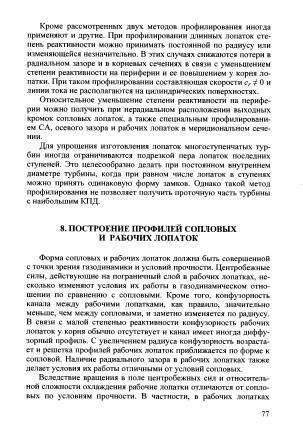 Кроме рассмотренных двух методов профилирования иногда
применяют и другие. При профилировании длинных лопаток сте-
пень реактивности можно принимать постоянной по радиусу или
изменяющейся незначительно. В этих случаях снижаются потери в
радиальном зазоре и в корневых сечениях в связи с уменьшением
степени реактивности на периферии и ее повышением у корня ло-
патки. При таком профилировании составляющая скорости cᵣ ≠ 0 и
линии тока не располагаются на цилиндрических поверхностях.
Относительное уменьшение степени реактивности на перифе-
рии можно получить при нерадиальном расположении выходных
кромок сопловых лопаток, а также специальным профилировани-
ем СА, осевого зазора и рабочих лопаток в меридиональном сече-
нии.
Для упрощения изготовления лопаток многоступенчатых тур-
бин иногда ограничиваются подрезкой пера лопаток последних
ступеней. Это целесообразно делать при постоянном внутреннем
диаметре турбины, когда при равном числе лопаток в ступенях
можно принять одинаковую форму замков. Однако такой метод
профилирования не позволяет получить проточную часть турбины
с наибольшим КПД.
8. ПОСТРОЕНИЕ ПРОФИЛЕЙ СОПЛОВЫХ
И РАБОЧИХ ЛОПАТОК
Форма сопловых и рабочих лопаток должна быть совершенной
с точки зрения газодинамики и условий прочности. Центробежные
силы, действующие на пограничный слой в рабочих лопатках, не-
сколько изменяют условия их работы в газодинамическом отно-
шении по сравнению с сопловыми. Кроме того, конфузорность
канала между рабочими лопатками, как правило, значительно
меньше, чем между сопловыми, и заметно изменяется по радиусу.
В связи с малой степенью реактивности конфузорность рабочих
лопаток у корня обычно отсутствует и канал имеет иногда диффу-
зорный профиль. С увеличением радиуса конфузорность возраста-
ет и решетка профилей рабочих лопаток приближается по форме к
сопловой. Наличие радиального зазора в рабочих лопатках также
делает условия их работы отличными от условий сопловых.
Вследствие вращения в поле центробежных сил и относитель-
ной сложности охлаждения рабочие лопатки отличаются от сопло-
вых по условиям прочности. В частности, в рабочих лопатках
77